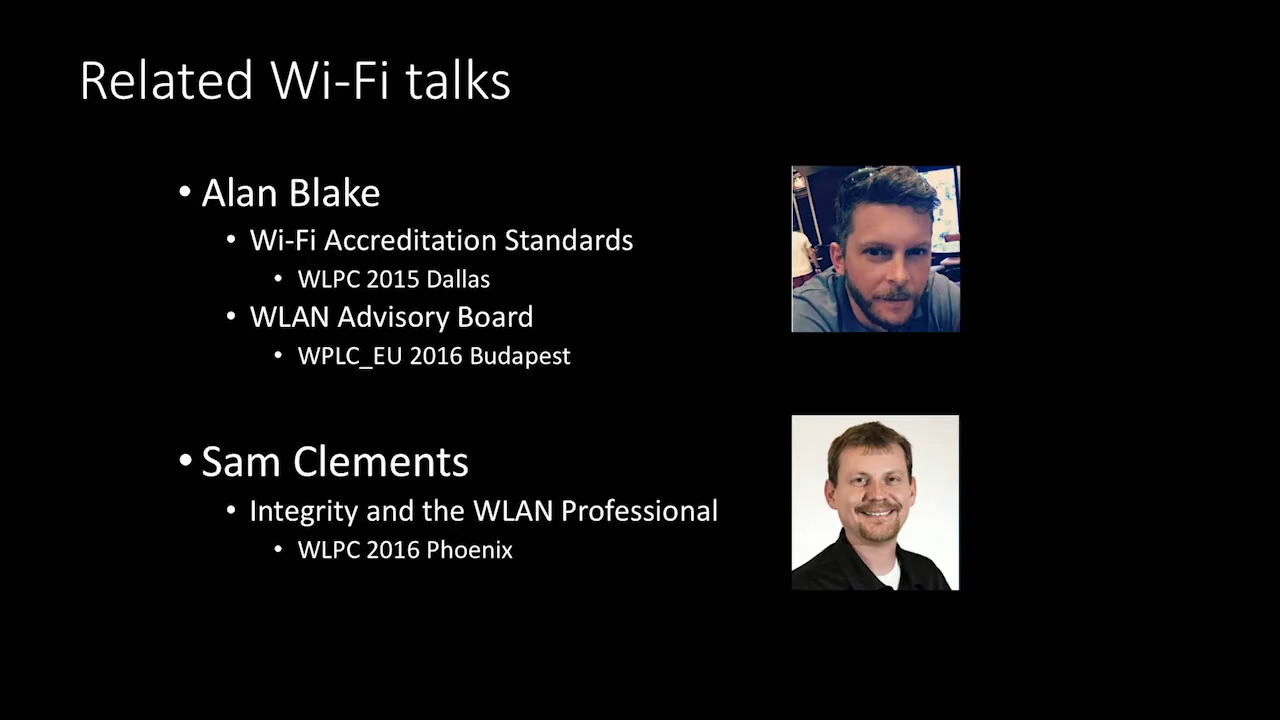 Related Wi-Fi talks
• Alan Blake
• Wi-Fi Accreditation Standards
• WLPC 2015 Dallas
• WLAN Advisory Board
• WPLC_EU 2016 Budapest
• Sam Clements
• Integrity and the WLAN Professional
• WLPC 2016 Phoenix